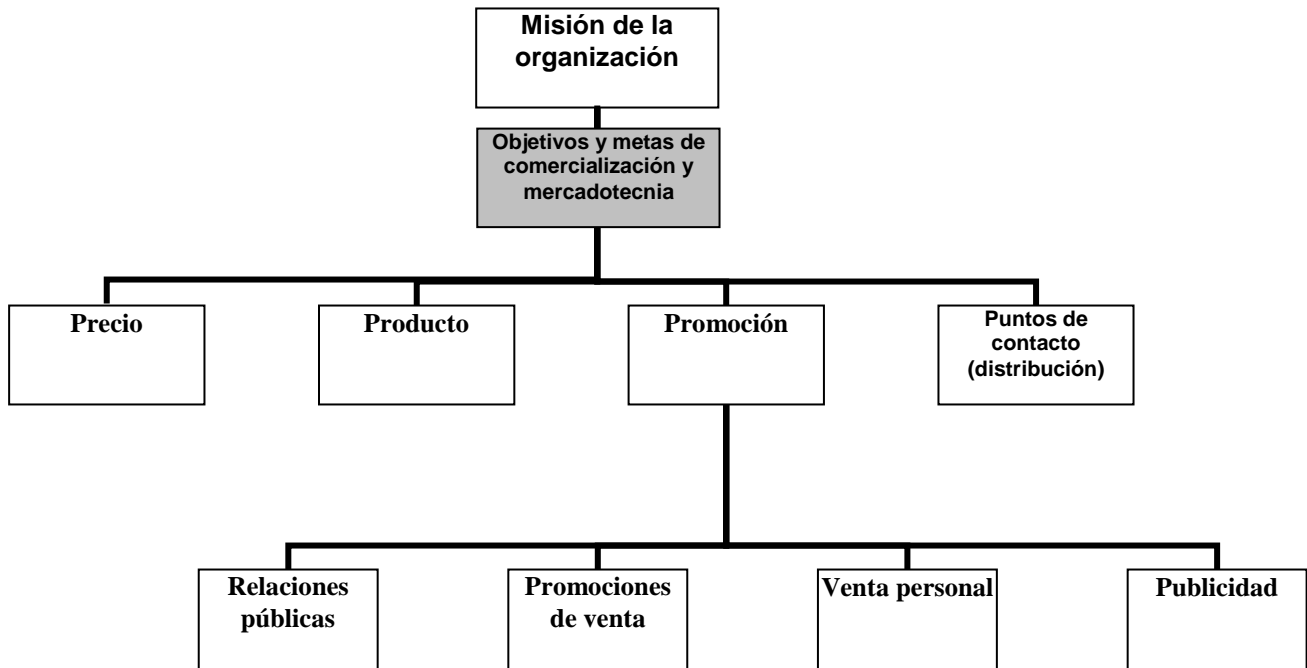 Misión de la
organización
Objetivos y metas de
comercialización y
mercadotecnia
Precio
Producto
Promoción
Puntos de
contacto
(distribución)
Relaciones
públicas
Promociones
de venta
Venta personal
Publicidad